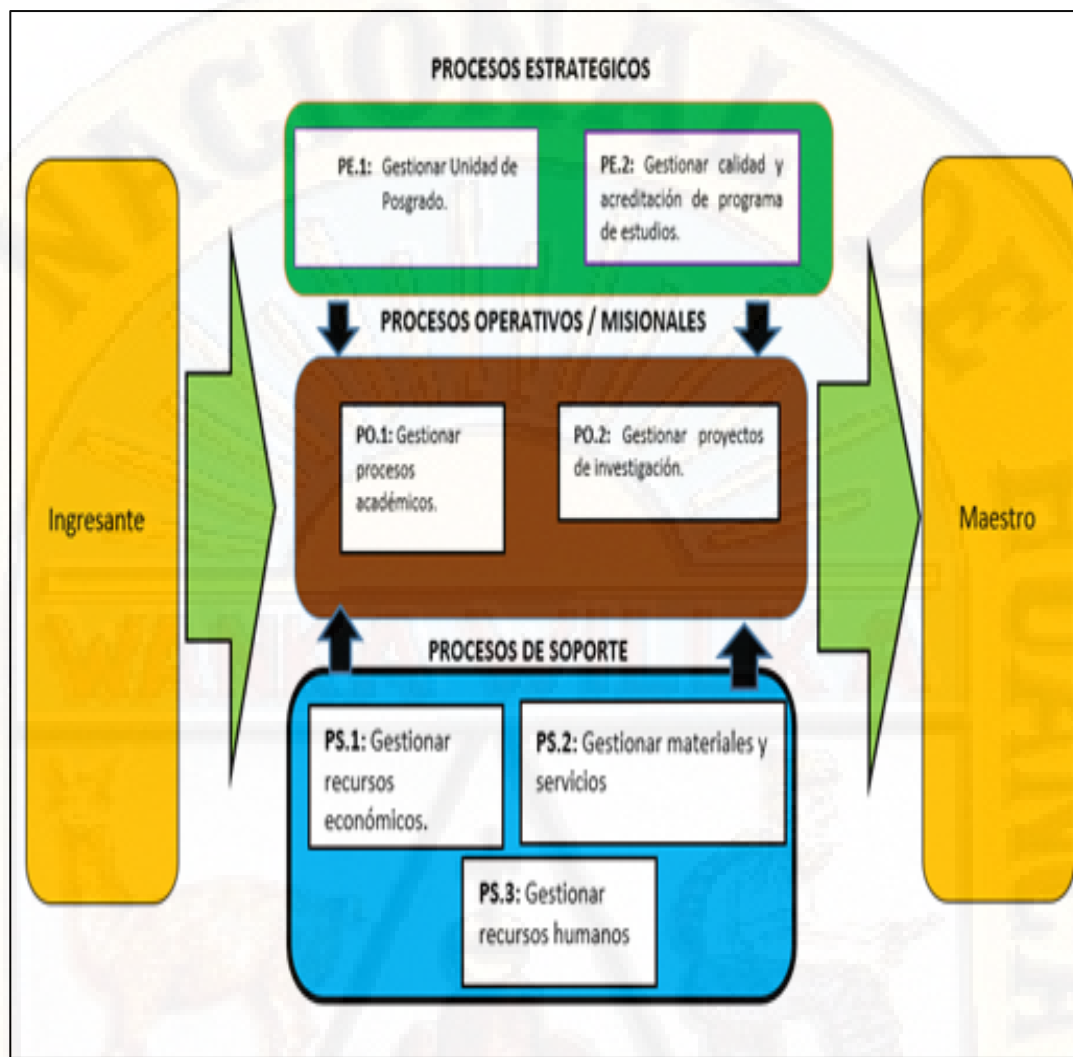 PROCESOS ESTRATEGICOS
PE.1: Gestionar Unidad de
Posgrado.
PE.2: Gestionar calidad y
acreditación de programa
de estudios.
PROCESOS OPERATIVOS / MISIONALES
PO.1: Gestionar
procesos
académicos.
PO.2: Gestionar proyectos
de investigación.
Ingresante
Maestro
PROCESOS DE SOPORTE
PS.1: Gestionar
recursos
económicos.
PS.2: Gestionar materiales y
servicios
PS.3: Gestionar
recursos humanos
NACIONAL DE